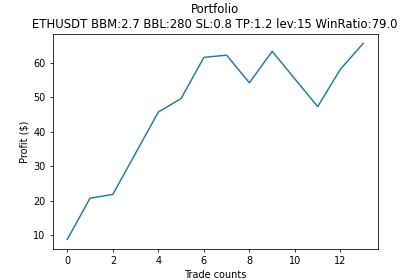 Portfolio
ETHUSDT BBM:2.7 BBL:280 SL:0.8 TP:1.2 lev:15 WinRatio:79.0
60
50
40
30
20
10
Profit ($)
0 2 4 6 8 10 12
Trade counts